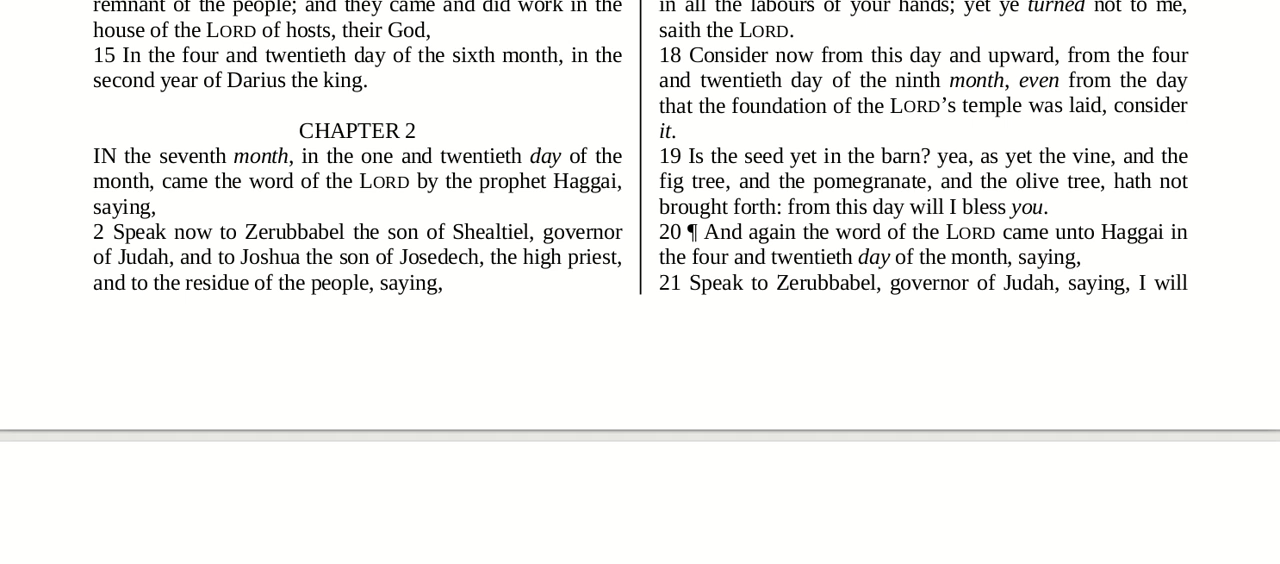 remnant of the people; and they came and did work in the
house of the LORD of hosts, their God,
15 In the four and twentieth day of the sixth month, in the
second year of Darius the king.
CHAPTER 2
IN the seventh month, in the one and twentieth day of the
month, came the word of the LORD by the prophet Haggai,
saying,
2 Speak now to Zerubbabel the son of Shealtiel, governor
of Judah, and to Joshua the son of Josedech, the high priest,
and to the residue of the people, saying,
in all the labours of your hands; yet ye turned not to me,
saith the LORD.
18 Consider now from this day and upward, from the four
and twentieth day of the ninth month, even from the day
that the foundation of the LORD’s temple was laid, consider
it.
19 Is the seed yet in the barn? yea, as yet the vine, and the
fig tree, and the pomegranate, and the olive tree, hath not
brought forth: from this day will I bless you.
20 ¶ And again the word of the LORD came unto Haggai in
the four and twentieth day of the month, saying,
21 Speak to Zerubbabel, governor of Judah, saying, I will